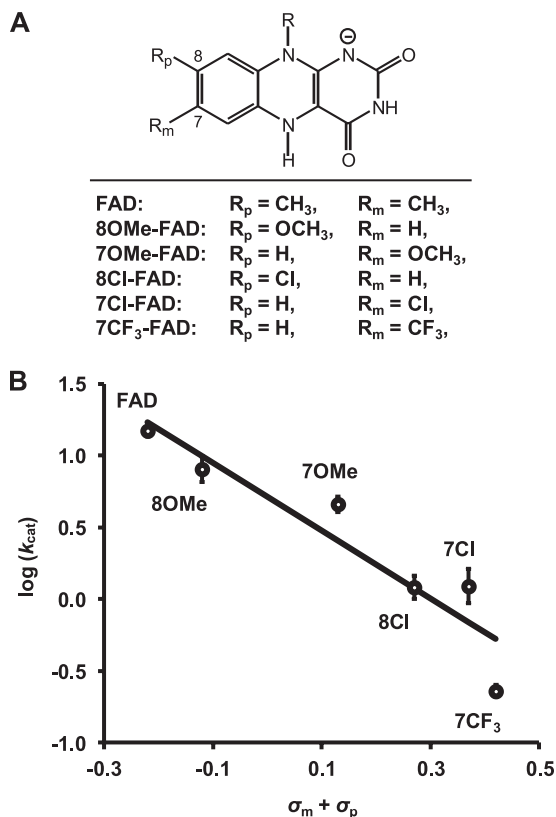 A
R
⊖
Rp
8
N
N
O
NH
Rm
7
N
H
O
FAD: Rp = CH3, Rm = CH3,
8OMe-FAD: Rp = OCH3, Rm = H,
7OMe-FAD: Rp = H, Rm = OCH3,
8Cl-FAD: Rp = Cl, Rm = H,
7Cl-FAD: Rp = H, Rm = Cl,
7CF3-FAD: Rp = H, Rm = CF3,
B
1.5
FAD
1.0
7OMe
8OMe
0.5
log (kcat)
7Cl
0.0
8Cl
-0.5
7CF3
-1.0
-0.3 -0.1 0.1 0.3 0.5
σm + σp